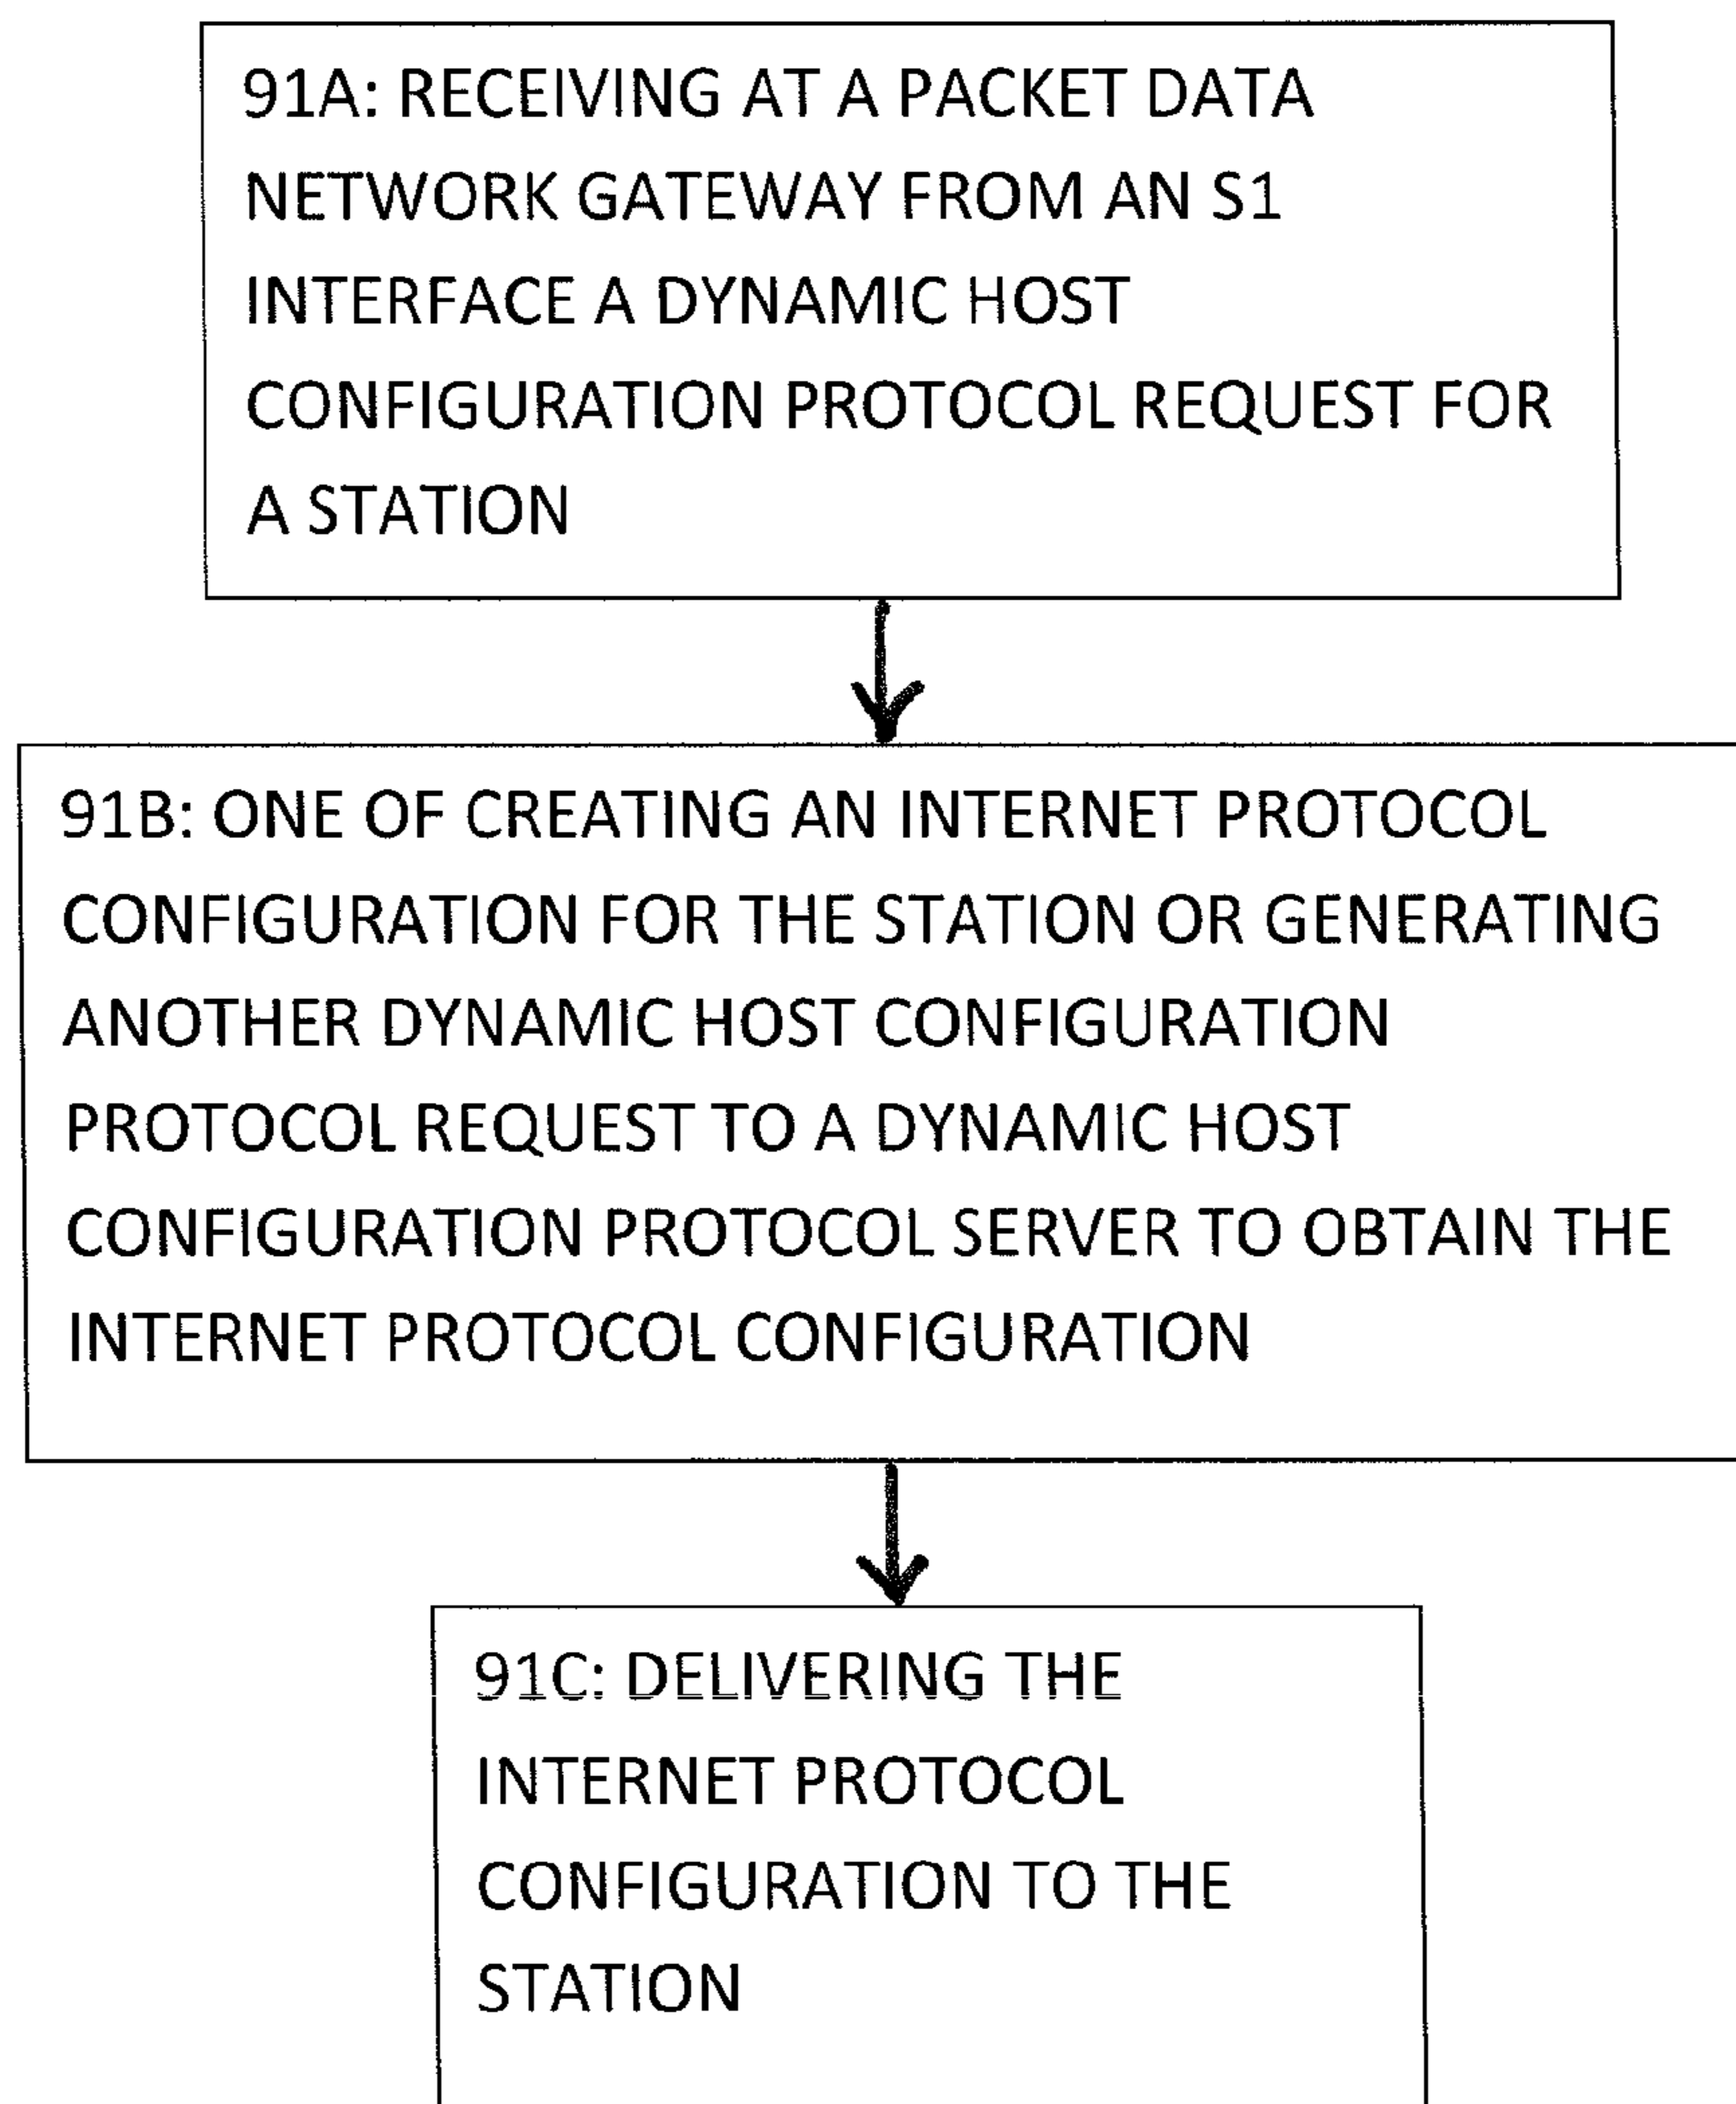 91A: RECEIVING AT A PACKET DATA
NETWORK GATEWAY FROM AN S1
INTERFACE A DYNAMIC HOST
CONFIGURATION PROTOCOL REQUEST FOR
A STATION
91B: ONE OF CREATING AN INTERNET PROTOCOL
CONFIGURATION FOR THE STATION OR GENERATING
ANOTHER DYNAMIC HOST CONFIGURATION
PROTOCOL REQUEST TO A DYNAMIC HOST
CONFIGURATION PROTOCOL SERVER TO OBTAIN THE
INTERNET PROTOCOL CONFIGURATION
91C: DELIVERING THE
INTERNET PROTOCOL
CONFIGURATION TO THE
STATION